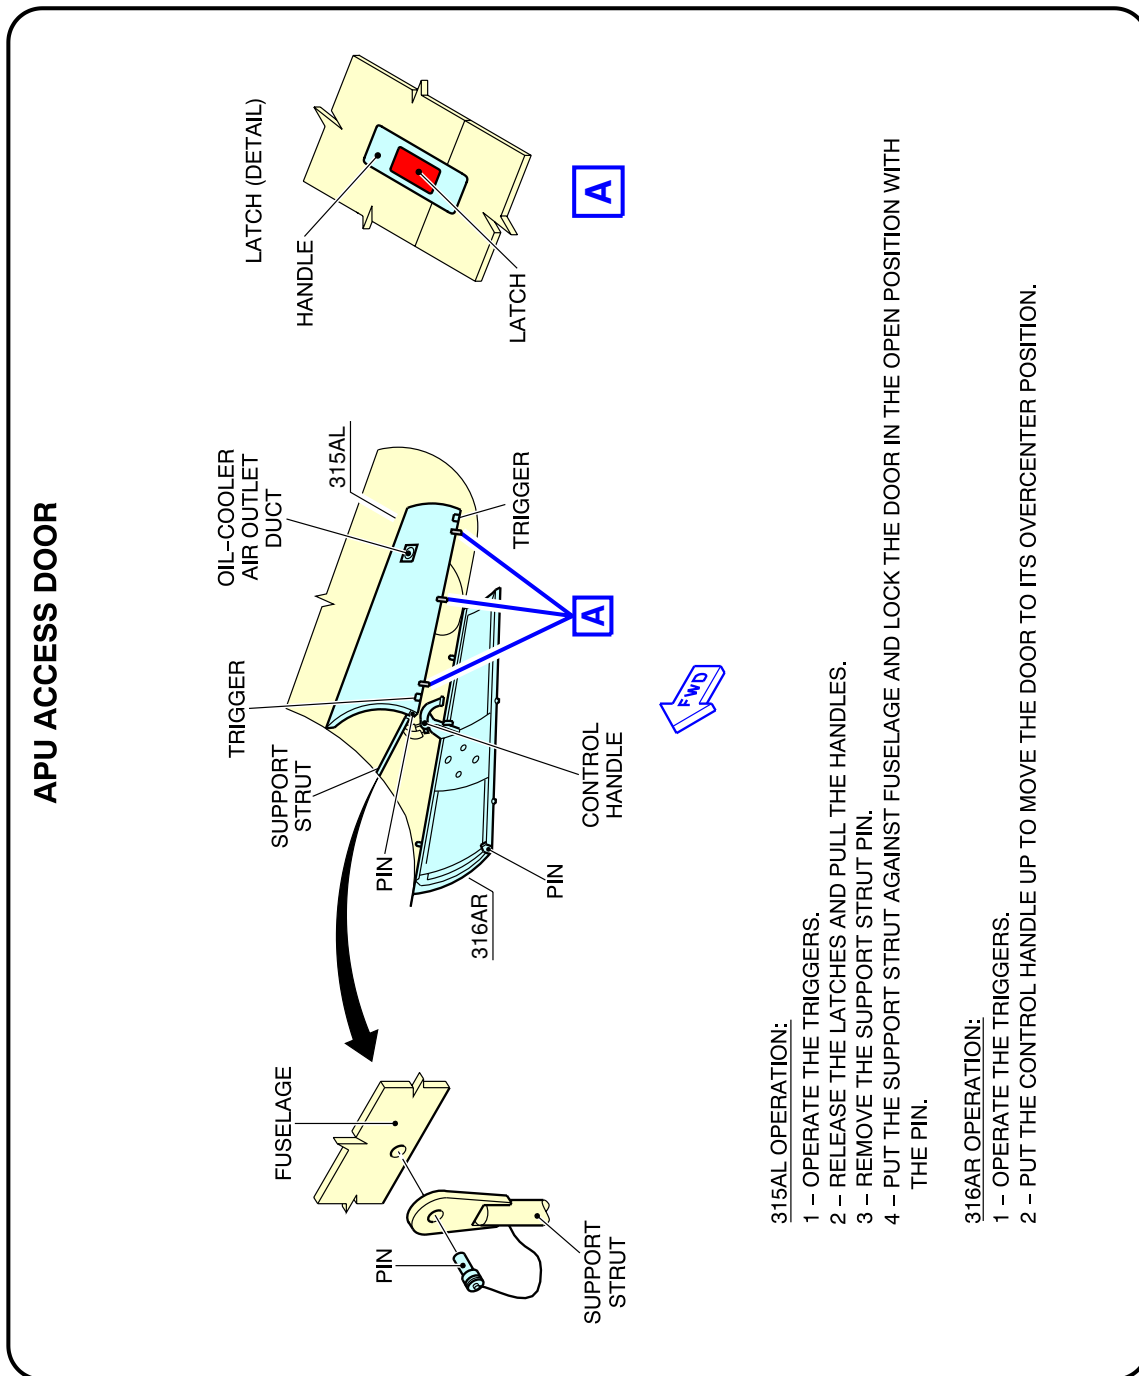 APU ACCESS DOOR
LATCH (DETAIL)
HANDLE
LATCH
A
315AL
OIL–COOLER
AIR OUTLET
DUCT
TRIGGER
TRIGGER
SUPPORT
STRUT
PIN
CONTROL
HANDLE
PIN
316AR
A
FWD
FUSELAGE
PIN
SUPPORT
STRUT
315AL OPERATION:
1 – OPERATE THE TRIGGERS.
2 – RELEASE THE LATCHES AND PULL THE HANDLES.
3 – REMOVE THE SUPPORT STRUT PIN.
4 – PUT THE SUPPORT STRUT AGAINST FUSELAGE AND LOCK THE DOOR IN THE OPEN POSITION WITH
THE PIN.
316AR OPERATION:
1 – OPERATE THE TRIGGERS.
2 – PUT THE CONTROL HANDLE UP TO MOVE THE DOOR TO ITS OVERCENTER POSITION.